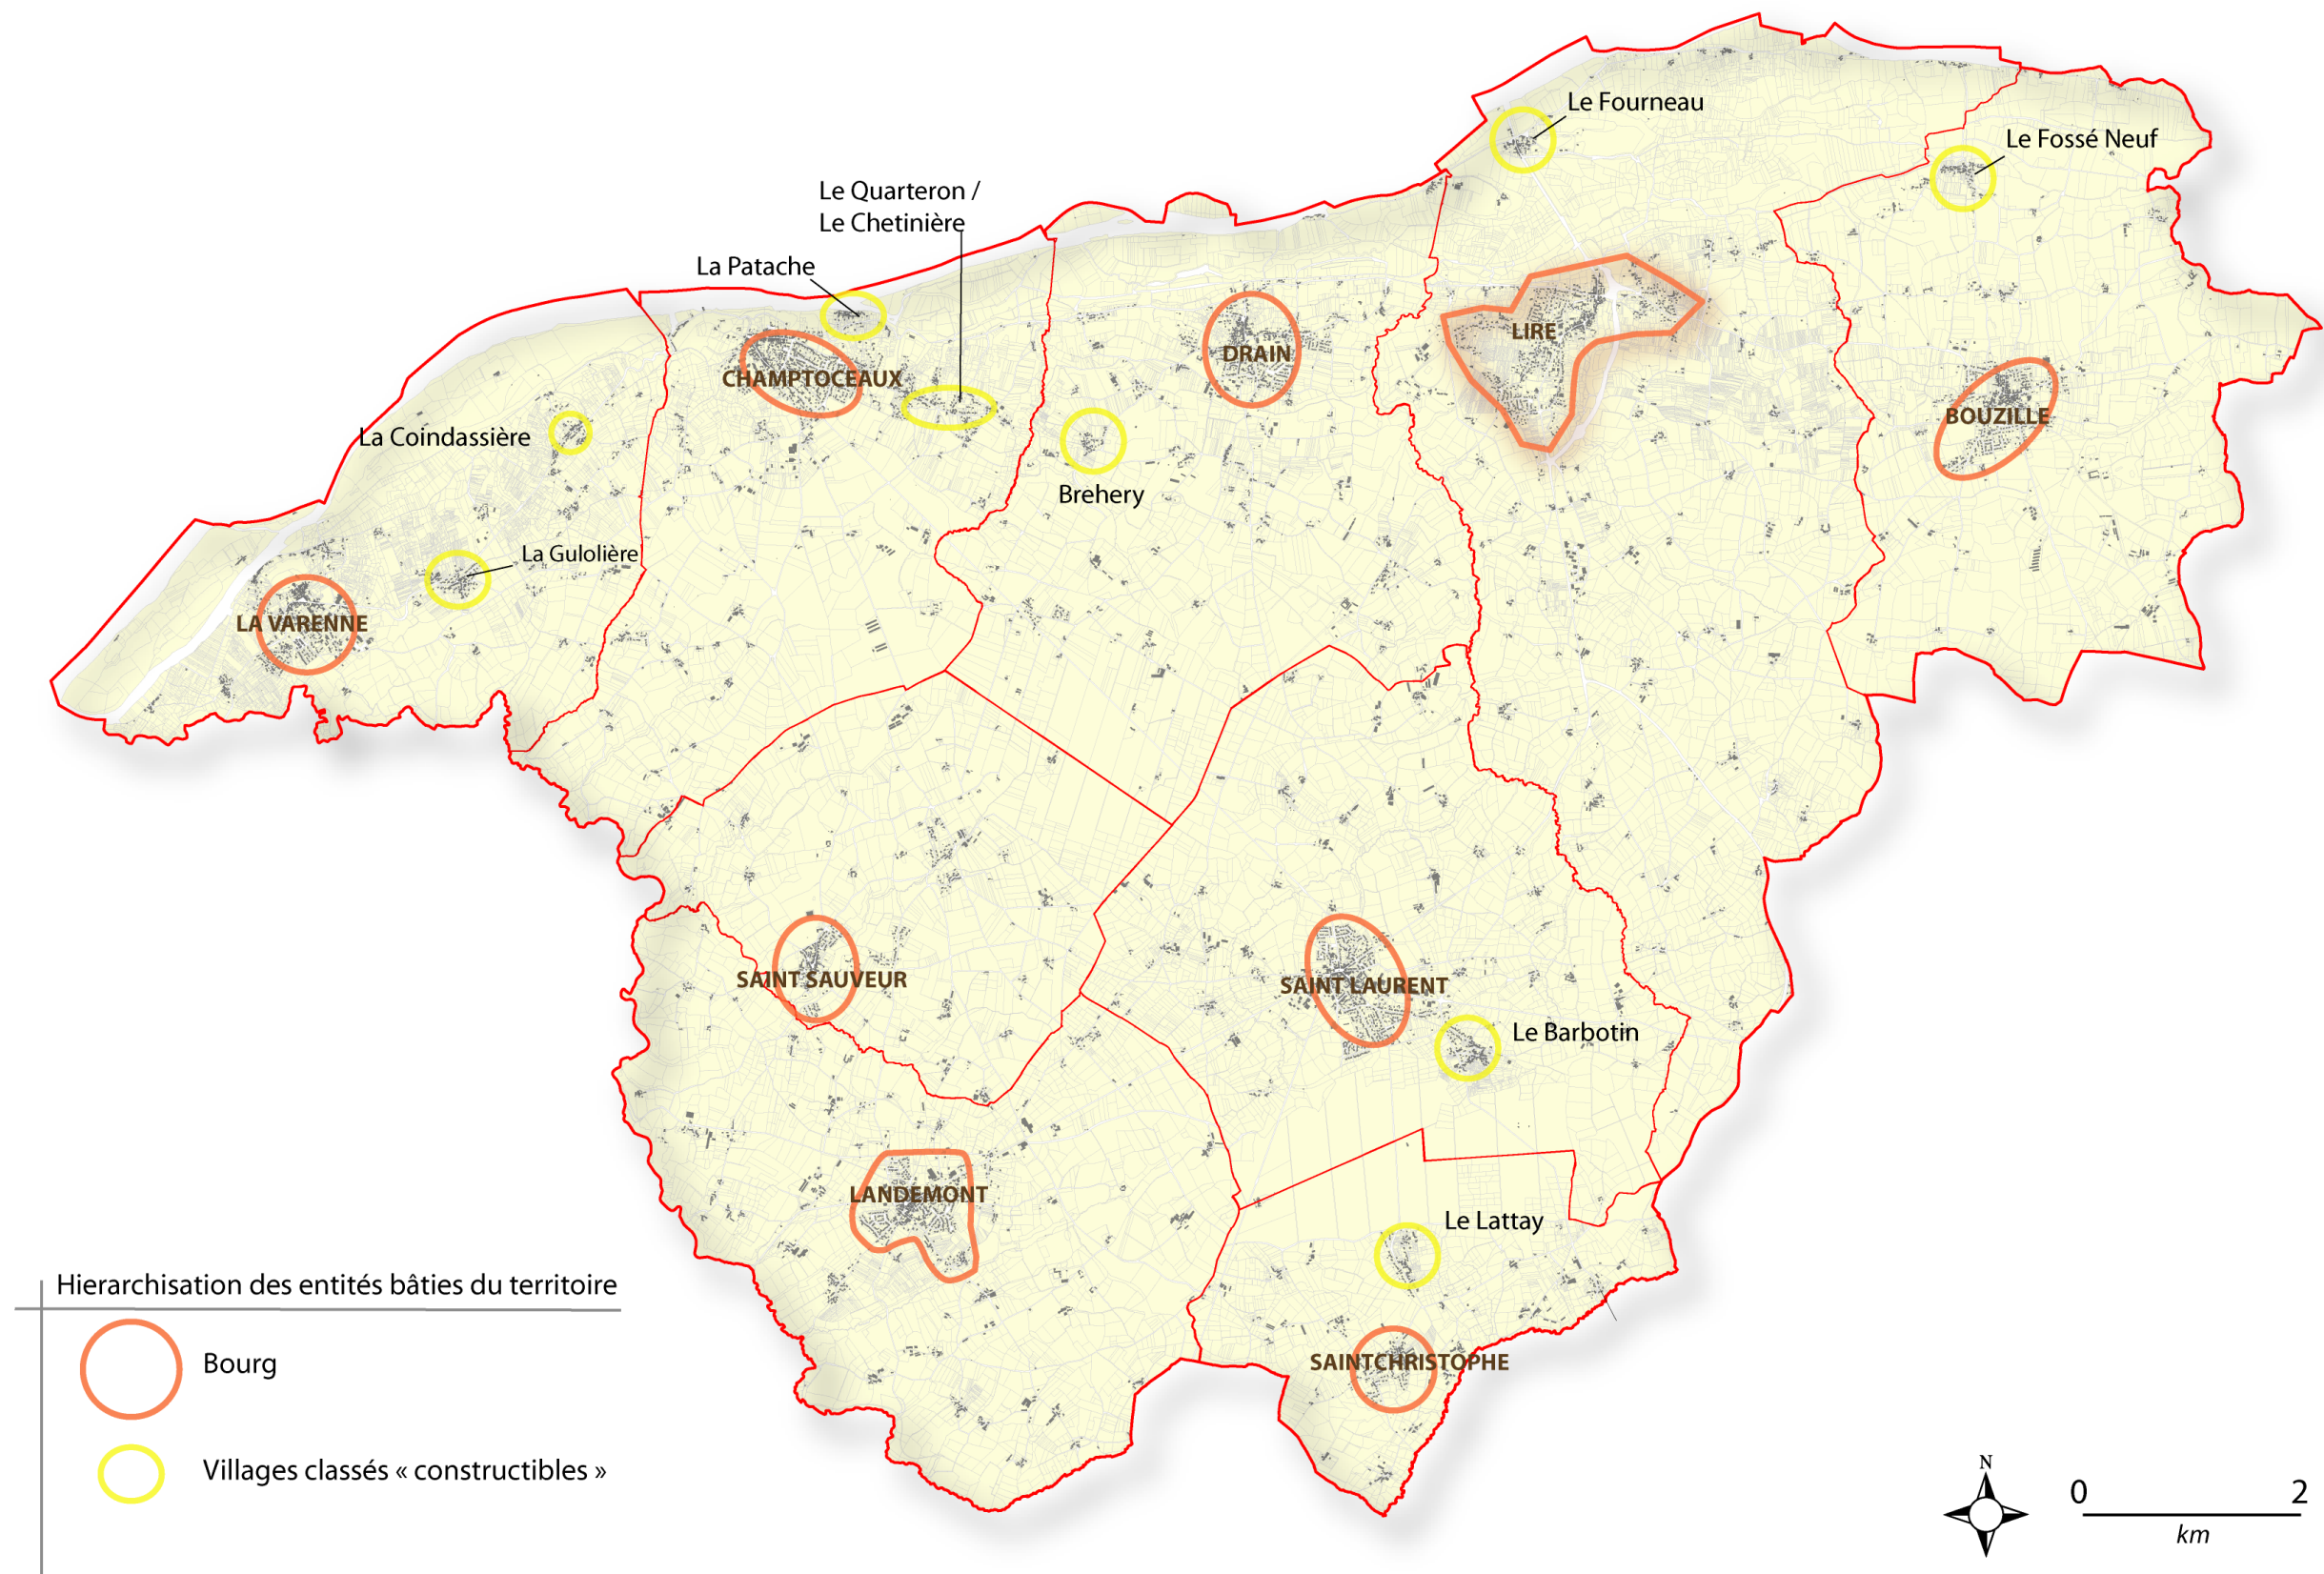 Le Fourneau
Le Fossé Neuf
Le Quarteron /
Le Chetinière
La Patache
LIRE
DRAIN
CHAMPTOCEAUX
BOUZILLE
La Coindassière
Brehery
La Gulolière
LA VARENNE
SAINT SAUVEUR
SAINT LAURENT
Le Barbotin
LANDEMONT
Le Lattay
SAINTCHRISTOPHE
Hierarchisation des entités bâties du territoire
Bourg
Villages classés « constructibles »
N
0 2
km